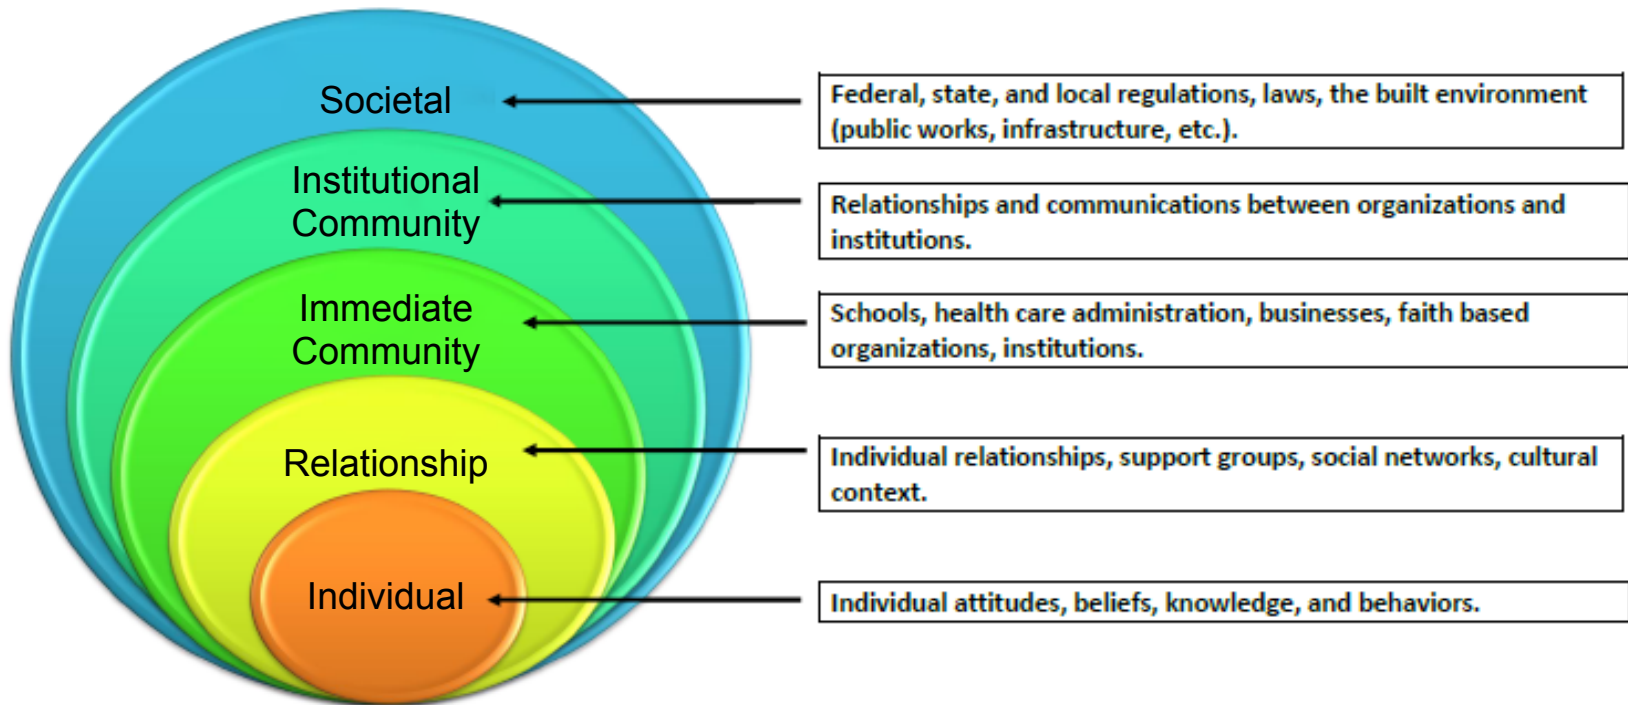 Societal
Federal, state, and local regulations, laws, the built environment
(public works, infrastructure, etc.).
Institutional
Community
Relationships and communications between organizations and
institutions.
Immediate
Community
Schools, health care administration, businesses, faith based
organizations, institutions.
Relationship
Individual relationships, support groups, social networks, cultural
context.
Individual
Individual attitudes, beliefs, knowledge, and behaviors.